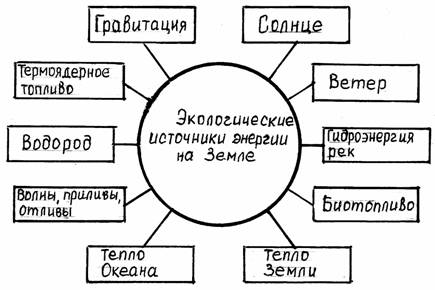 Гравитация
Солнце
Термоядерное
топливо
Ветер
Экологические
источники энергии
на Земле
Водород
Гидроэнергия
рек
Волны, приливы,
отливы
Биотопливо
Тепло
Океана
Тепло
Земли